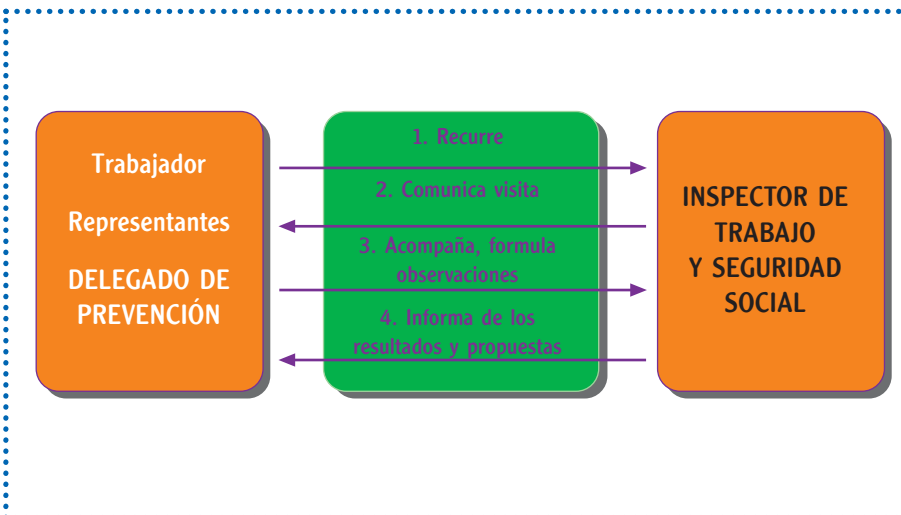 Trabajador
Representantes
DELEGADO DE
PREVENCIÓN
1. Recurre
2. Comunica visita
3. Acompaña, formula
observaciones
4. Informa de los
resultados y propuestas
INSPECTOR DE
TRABAJO
Y SEGURIDAD
SOCIAL